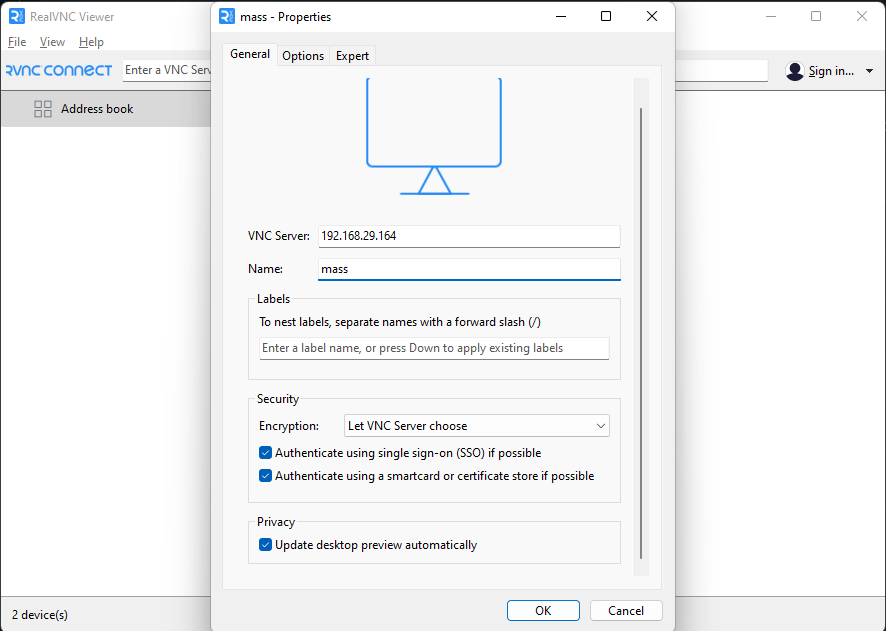 RealVNC Viewer
File View Help
RVNC CONNECT
Enter a VNC Serv
Sign in...
Address book
2 device(s)
mass - Properties
General Options Expert
VNC Server: 192.168.29.164
Name: mass
Labels
To nest labels, separate names with a forward slash (/)
Enter a label name, or press Down to apply existing labels
Security
Encryption: Let VNC Server choose
Authenticate using single sign-on (SSO) if possible
Authenticate using a smartcard or certificate store if possible
Privacy
Update desktop preview automatically
OK Cancel